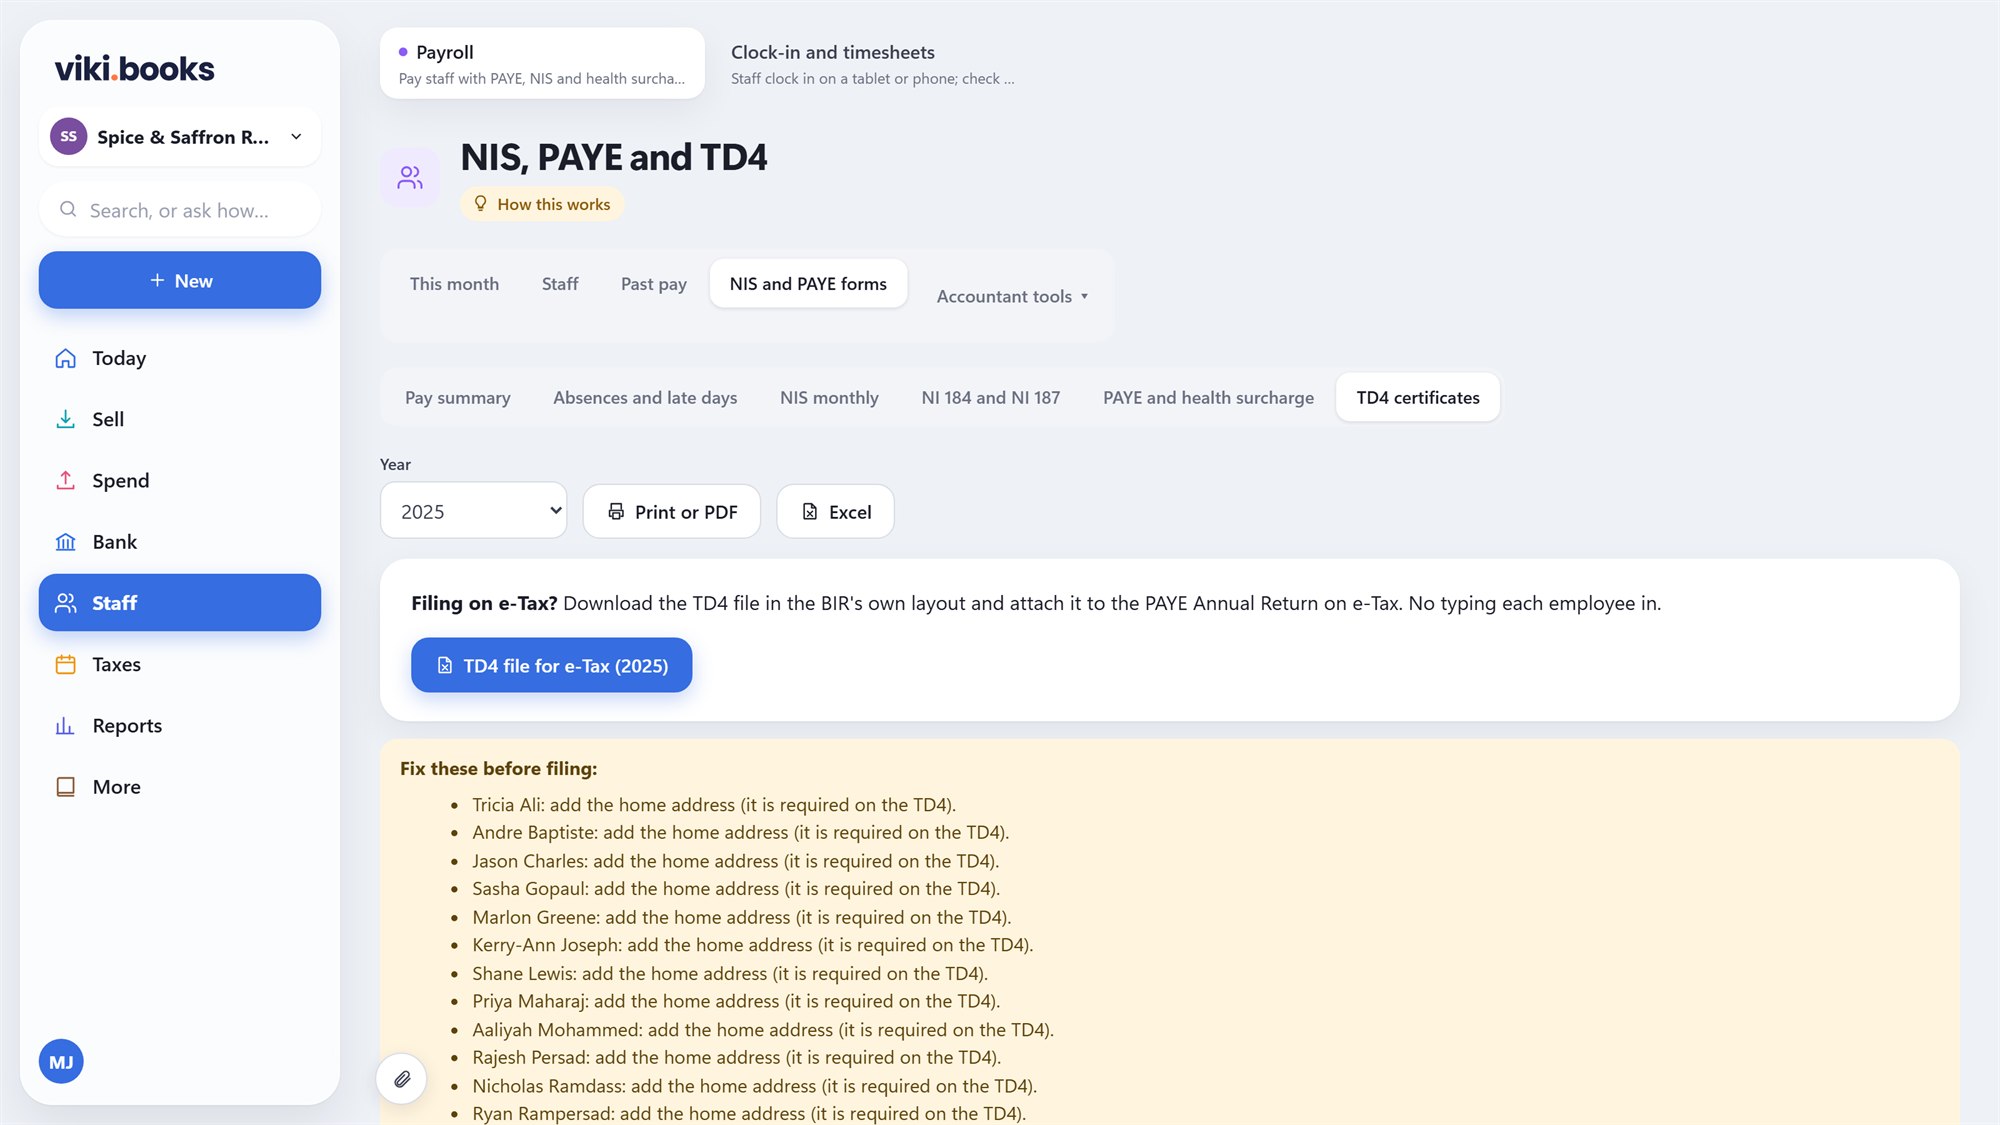 viki.books
SS
Spice & Saffron R...
Search, or ask how...
+ New
Today
Sell
Spend
Bank
Staff
Taxes
Reports
More
MJ
Payroll
Pay staff with PAYE, NIS and health surcha...
Clock-in and timesheets
Staff clock in on a tablet or phone; check ...
NIS, PAYE and TD4
How this works
This month
Staff
Past pay
NIS and PAYE forms
Accountant tools
Pay summary
Absences and late days
NIS monthly
NI 184 and NI 187
PAYE and health surcharge
TD4 certificates
Year
2025
Print or PDF
Excel
Filing on e-Tax? Download the TD4 file in the BIR's own layout and attach it to the PAYE Annual Return on e-Tax. No typing each employee in.
TD4 file for e-Tax (2025)
Fix these before filing:
• Tricia Ali: add the home address (it is required on the TD4).
• Andre Baptiste: add the home address (it is required on the TD4).
• Jason Charles: add the home address (it is required on the TD4).
• Sasha Gopaul: add the home address (it is required on the TD4).
• Marlon Greene: add the home address (it is required on the TD4).
• Kerry-Ann Joseph: add the home address (it is required on the TD4).
• Shane Lewis: add the home address (it is required on the TD4).
• Priya Maharaj: add the home address (it is required on the TD4).
• Aaliyah Mohammed: add the home address (it is required on the TD4).
• Rajesh Persad: add the home address (it is required on the TD4).
• Nicholas Ramdass: add the home address (it is required on the TD4).
• Ryan Rampersad: add the home address (it is required on the TD4).